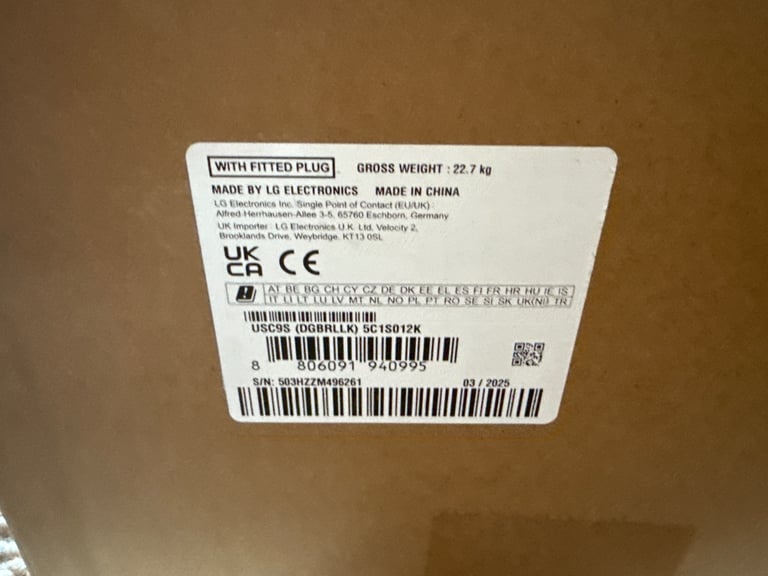 WITH FITTED PLUG GROSS WEIGHT : 22.7 kg
MADE BY LG ELECTRONICS MADE IN CHINA
LG Electronics Inc. Single Point of Contact (EU/UK) :
Alfred-Herrhausen-Allee 3-5, 65760 Eschborn, Germany
UK Importer : LG Electronics U.K. Ltd, Velocity 2,
Brooklands Drive, Weybridge, KT13 0SL
UK
CA CE
AT BE BG CH CY CZ DE DK EE EL ES FI FR HR HU IE IS
IT LI LT LU LV MT NL NO PL PT RO SE SI SK UK(NI) TR
USC9S (DGBRLLK) 5C1S012K
8 806091 940995
S/N: 503HZZM496261 03 / 2025